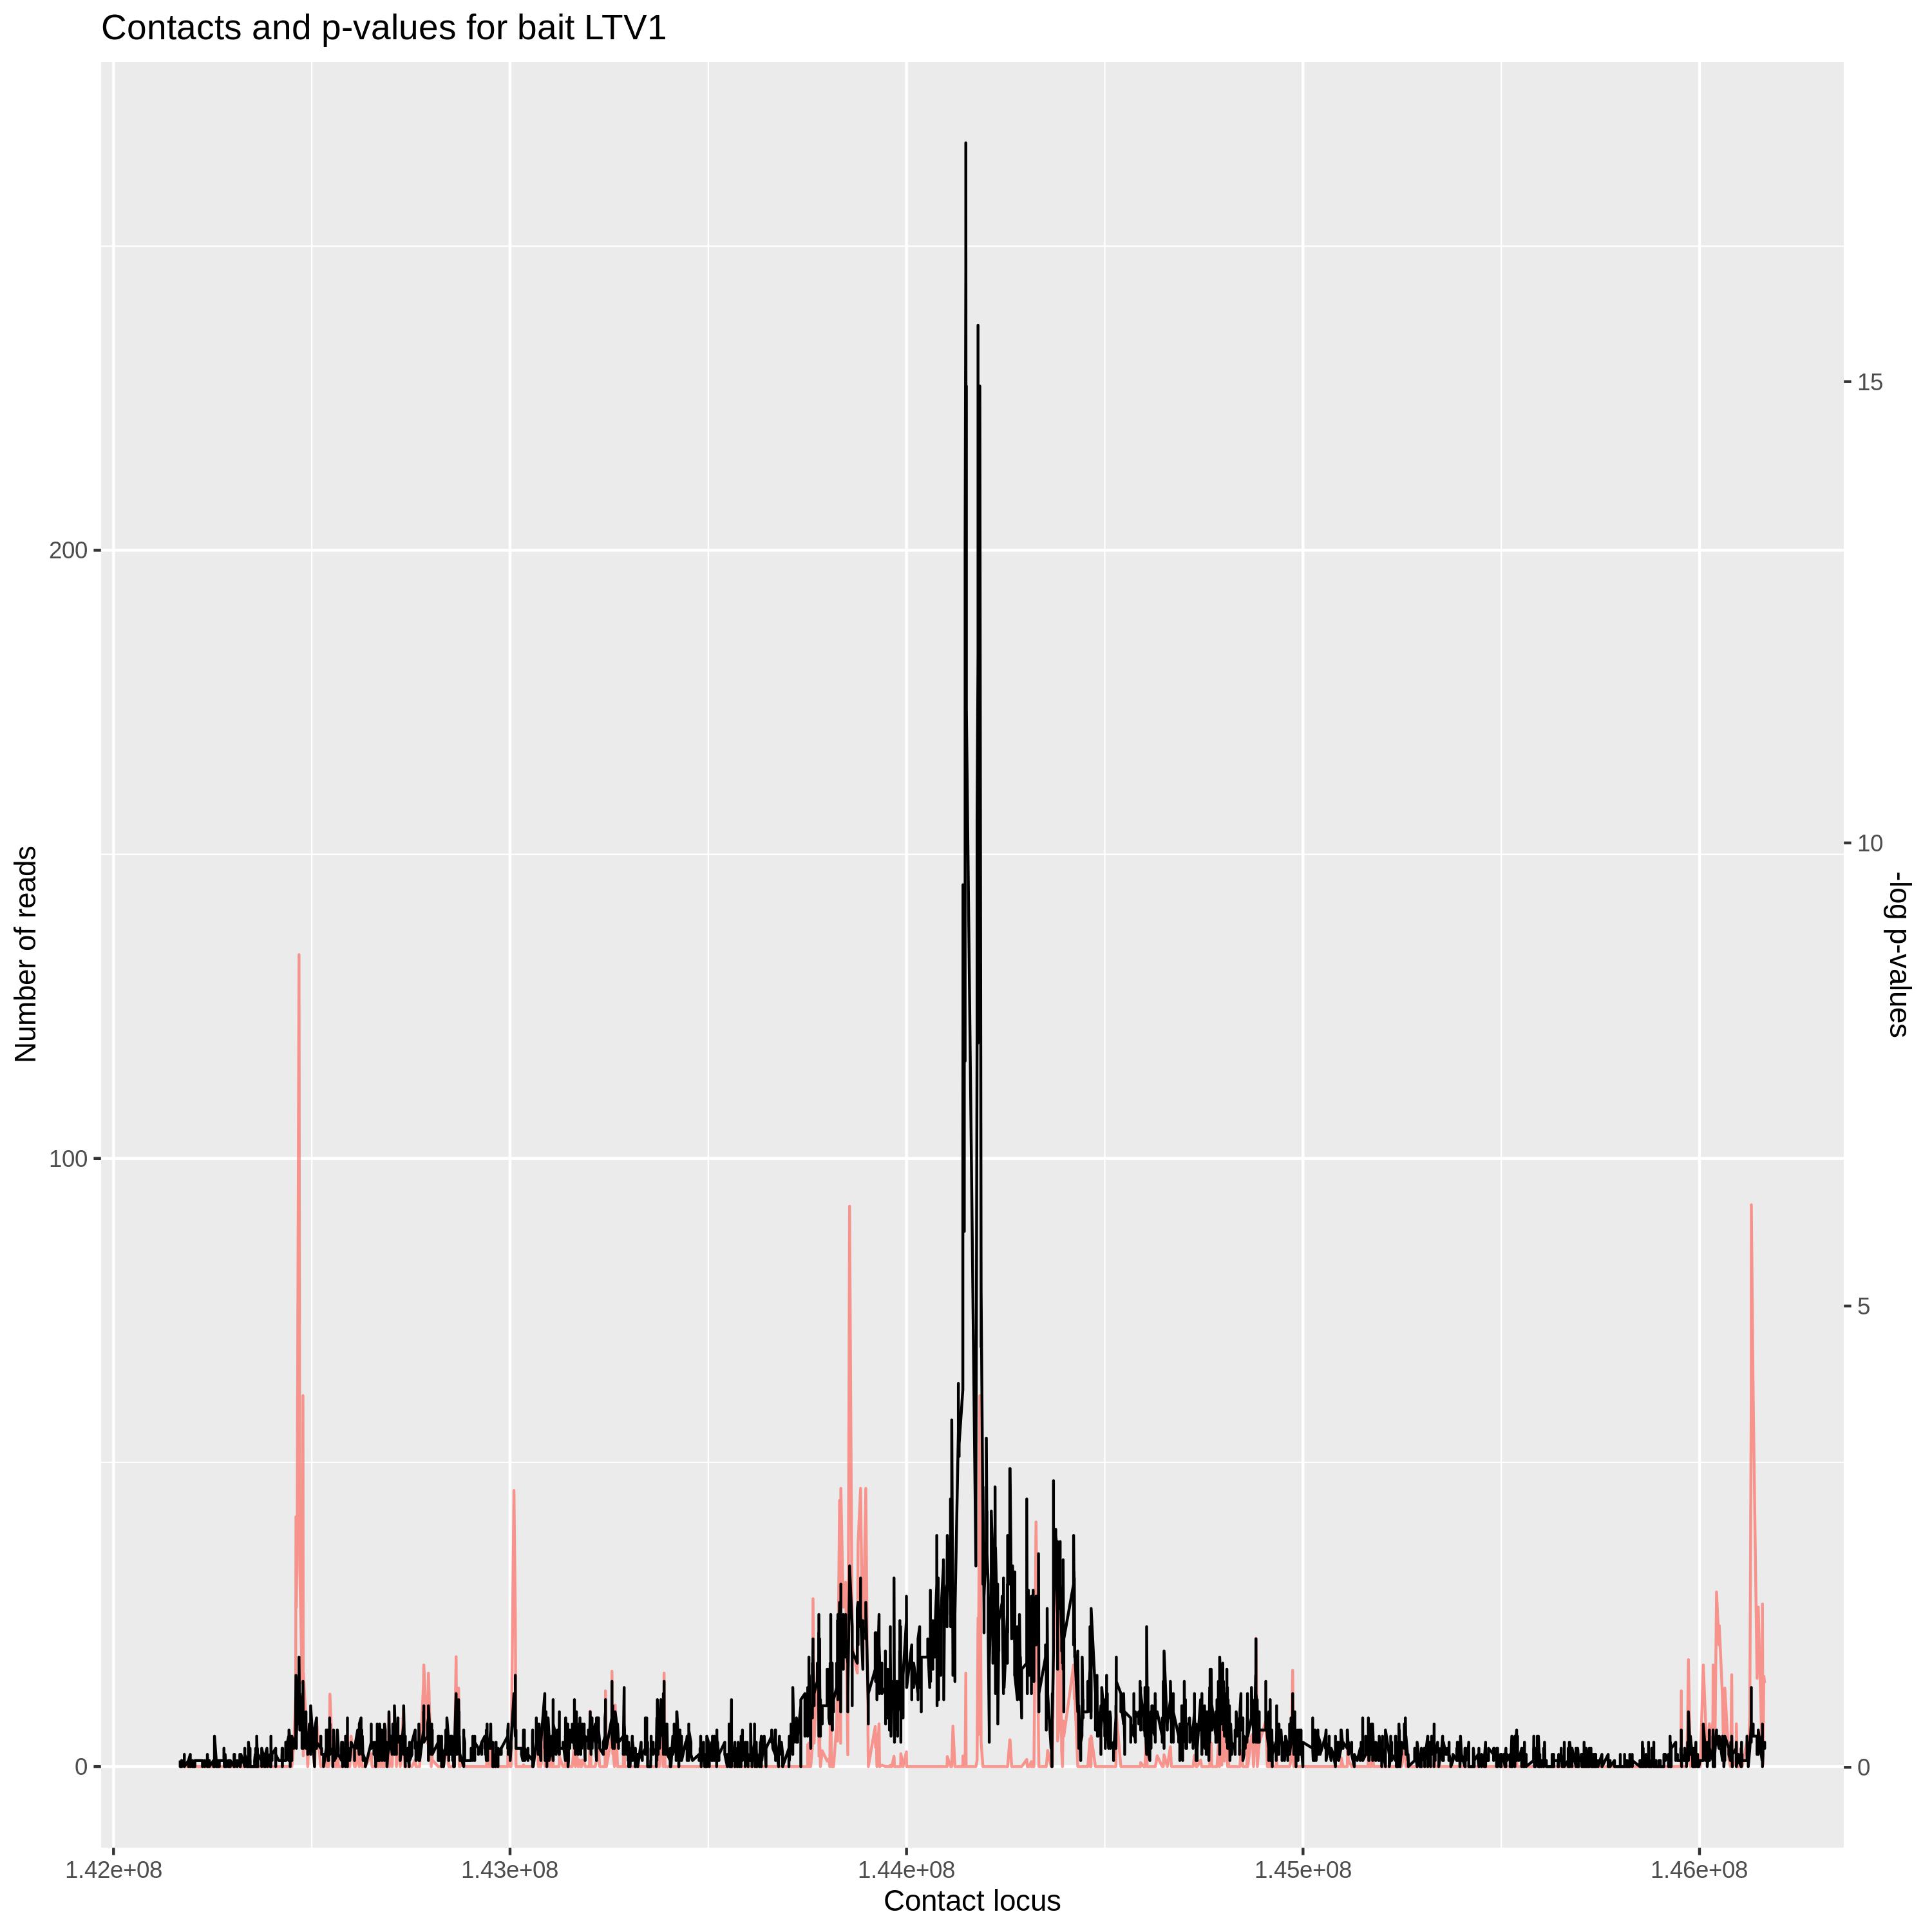 Contacts and p-values for bait LTV1
200
100
0
Number of reads
15
10
5
0
-log p-values
1.42e+08
1.43e+08
1.44e+08
1.45e+08
1.46e+08
Contact locus